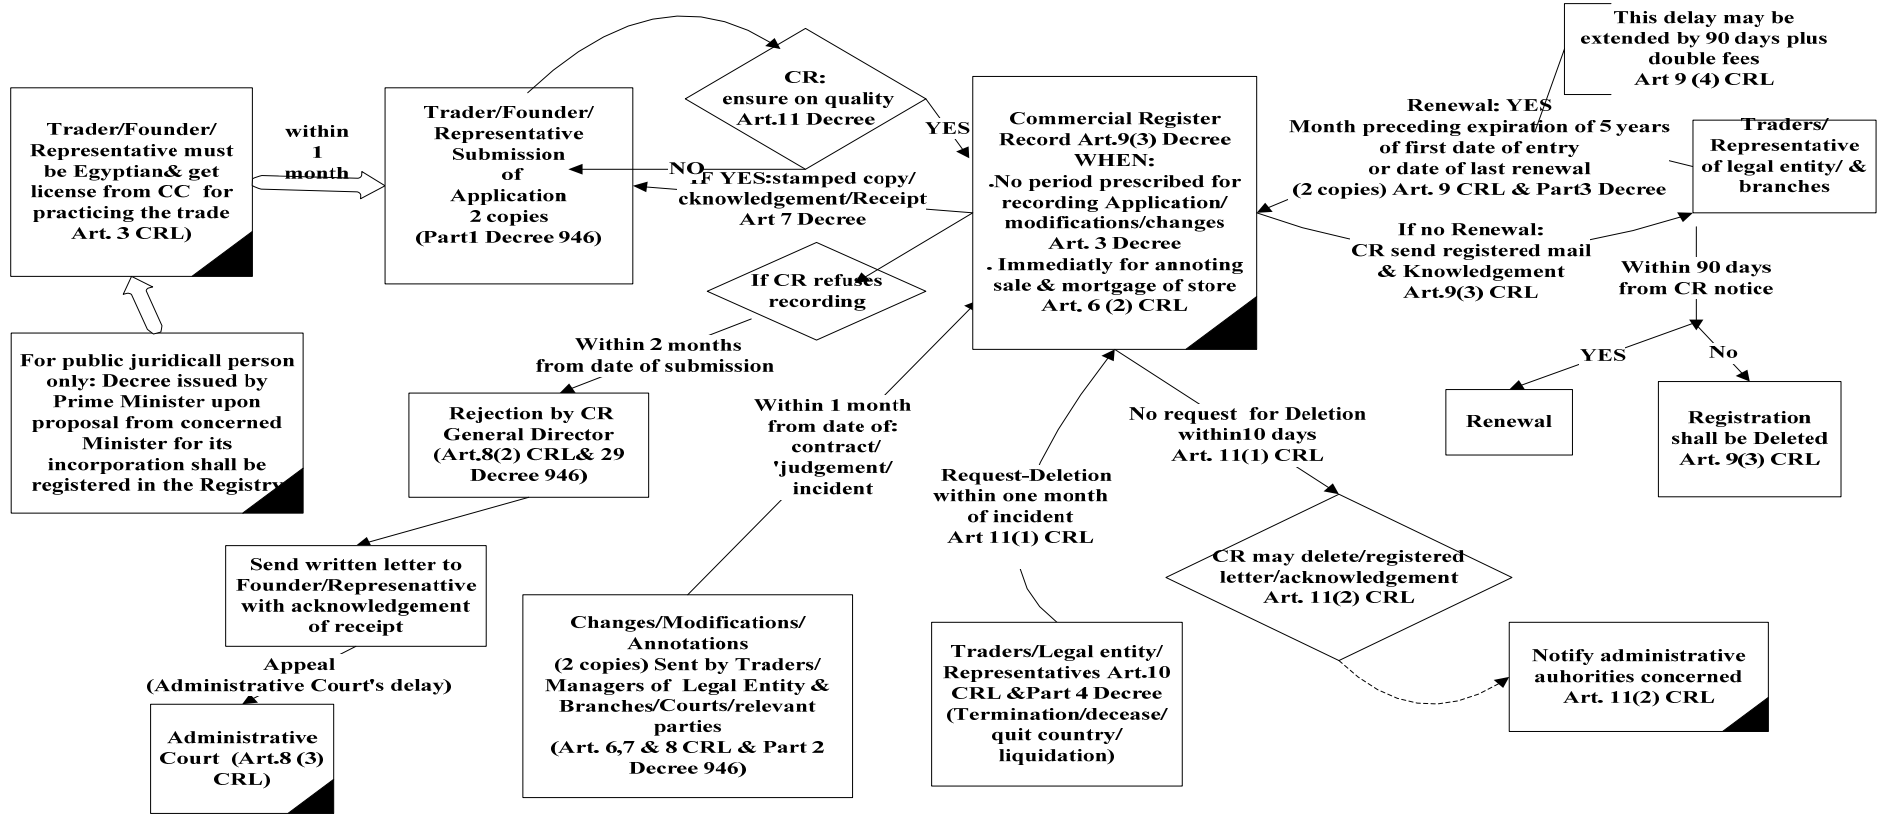 This delay may be
extended by 90 days plus
double fees
Art 9 (4) CRL
Trader/Founder/
Representative must
be Egyptian& get
license from CC for
practicing the trade
Art. 3 CRL)
within
1
month
Trader/Founder/
Representative
Submission
of
Application
2 copies
(Part1 Decree 946)
CR:
ensure on quality
Art.11 Decree
YES
NO
IF YES:stamped copy/
cknowledgement/Receipt
Art 7 Decree
Commercial Register
Record Art.9(3) Decree
WHEN:
.No period prescribed for
recording Application/
modifications/changes
Art. 3 Decree
. Immediatly for annoting
sale & mortgage of store
Art. 6 (2) CRL
Renewal: YES
Month preceding expiration of 5 years
of first date of entry
or date of last renewal
(2 copies) Art. 9 CRL & Part3 Decree
Traders/
Representative
of legal entity/ &
branches
If no Renewal:
CR send registered mail
& Knowledgement
Art.9(3) CRL
Within 90 days
from CR notice
YES
No
Renewal
Registration
shall be Deleted
Art. 9(3) CRL
If CR refuses
recording
For public juridicall person
only: Decree issued by
Prime Minister upon
proposal from concerned
Minister for its
incorporation shall be
registered in the Registry
Within 2 months
from date of submission
Rejection by CR
General Director
(Art.8(2) CRL& 29
Decree 946)
Send written letter to
Founder/Represenattive
with acknowledgement
of receipt
Appeal
(Administrative Court's delay)
Administrative
Court (Art.8 (3)
CRL)
Within 1 month
from date of:
contract/
'judgement/
incident
Changes/Modifications/
Annotations
(2 copies) Sent by Traders/
Managers of Legal Entity &
Branches/Courts/relevant
parties
(Art. 6,7 & 8 CRL & Part 2
Decree 946)
Request-Deletion
within one month
of incident
Art 11(1) CRL
Traders/Legal entity/
Representatives Art.10
CRL &Part 4 Decree
(Termination/decease/
quit country/
liquidation)
No request for Deletion
within10 days
Art. 11(1) CRL
CR may delete/registered
letter/acknowledgement
Art. 11(2) CRL
Notify administrative
auhorities concerned
Art. 11(2) CRL